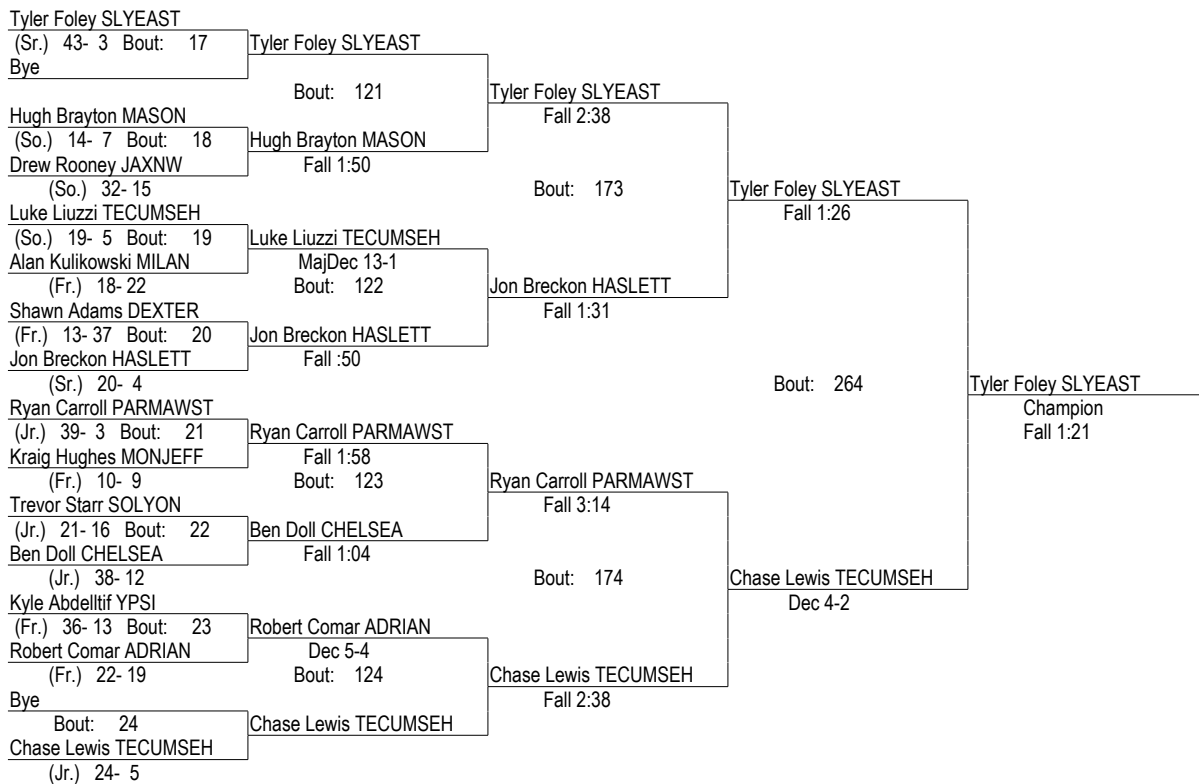 Tyler Foley SLYEAST
(Sr.) 43- 3 Bout: 17 Tyler Foley SLYEAST
Bye
Bout: 121 Tyler Foley SLYEAST
Hugh Brayton MASON Fall 2:38
(So.) 14- 7 Bout: 18 Hugh Brayton MASON
Drew Rooney JAXNW Fall 1:50
(So.) 32- 15 Bout: 173 Tyler Foley SLYEAST
Luke Liuzzi TECUMSEH Fall 1:26
(So.) 19- 5 Bout: 19 Luke Liuzzi TECUMSEH
Alan Kulikowski MILAN MajDec 13-1
(Fr.) 18- 22 Bout: 122 Jon Breckon HASLETT
Shawn Adams DEXTER Fall 1:31
(Fr.) 13- 37 Bout: 20 Jon Breckon HASLETT
Jon Breckon HASLETT Fall :50
(Sr.) 20- 4 Bout: 264 Tyler Foley SLYEAST
Ryan Carroll PARMAWST Champion
(Jr.) 39- 3 Bout: 21 Ryan Carroll PARMAWST Fall 1:21
Kraig Hughes MONJEFF Fall 1:58
(Fr.) 10- 9 Bout: 123 Ryan Carroll PARMAWST
Trevor Starr SOLYON Fall 3:14
(Jr.) 21- 16 Bout: 22 Ben Doll CHELSEA
Ben Doll CHELSEA Fall 1:04
(Jr.) 38- 12 Bout: 174 Chase Lewis TECUMSEH
Kyle Abdelltif YPSI Dec 4-2
(Fr.) 36- 13 Bout: 23 Robert Comar ADRIAN
Robert Comar ADRIAN Dec 5-4
(Fr.) 22- 19 Bout: 124 Chase Lewis TECUMSEH
Bye Fall 2:38
Bout: 24 Chase Lewis TECUMSEH
Chase Lewis TECUMSEH
(Jr.) 24- 5